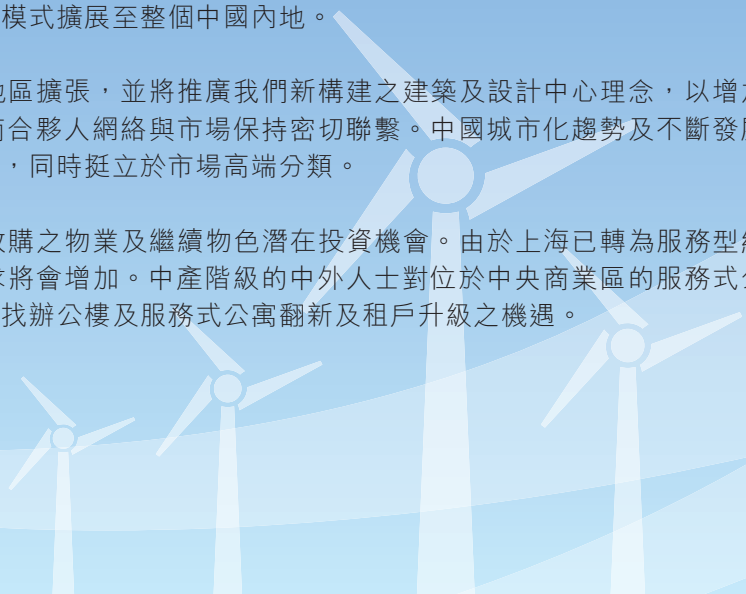 模式擴展至整個中國內地。
地區擴張，並將推廣我們新構建之建築及設計中心理念，以增
合夥人網絡與市場保持密切聯繫。中國城市化趨勢及不斷發
，同時挺立於市場高端分類。
購之物業及繼續物色潛在投資機會。由於上海已轉為服務型
將會增加。中產階級的中外人士對位於中央商業區的服務式
找辦公樓及服務式公寓翻新及租戶升級之機遇。